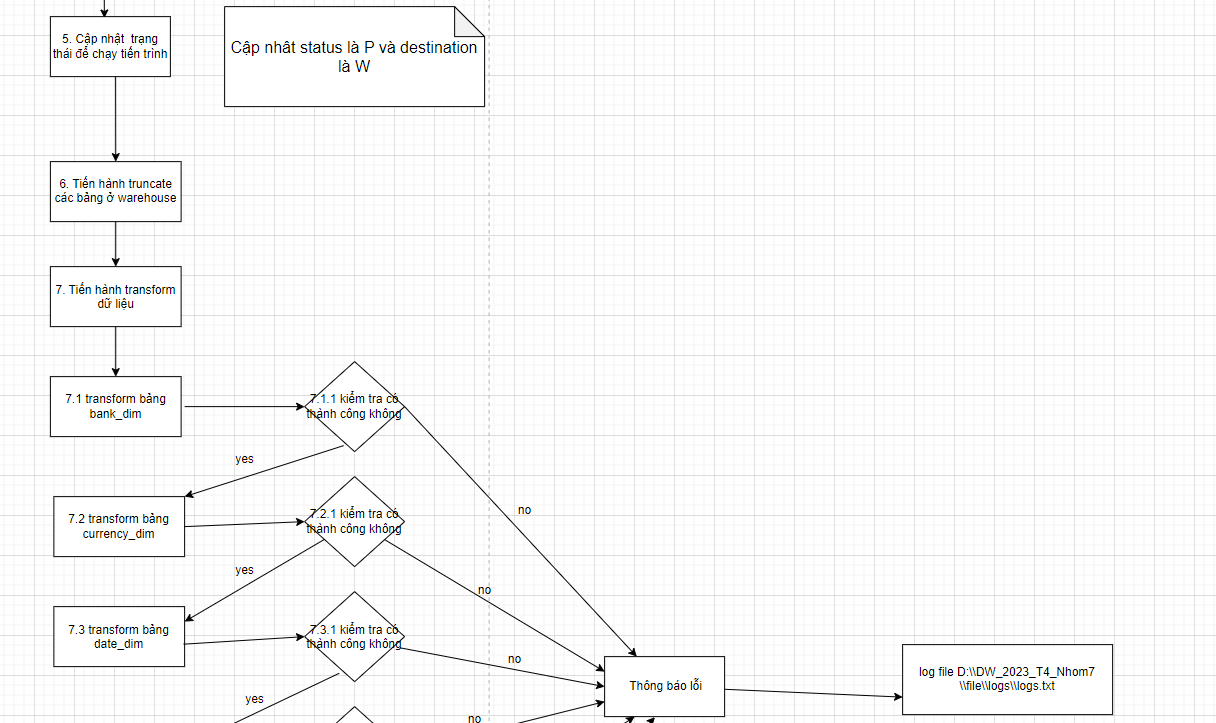 5. Cập nhật trạng
thái để chạy tiến trình
Cập nhât status là P và destination
là W
6. Tiến hành truncate
các bảng ở warehouse
7. Tiến hành transform
dữ liệu
7.1 transform bảng
bank_dim
7.1.1 kiểm tra có
thành công không
yes
no
7.2 transform bảng
currency_dim
7.2.1 kiểm tra có
thành công không
yes
no
7.3 transform bảng
date_dim
7.3.1 kiểm tra có
thành công không
no
yes
no
Thông báo lỗi
log file D:\\DW_2023_T4_Nhom7
\\file\\logs\\logs.txt